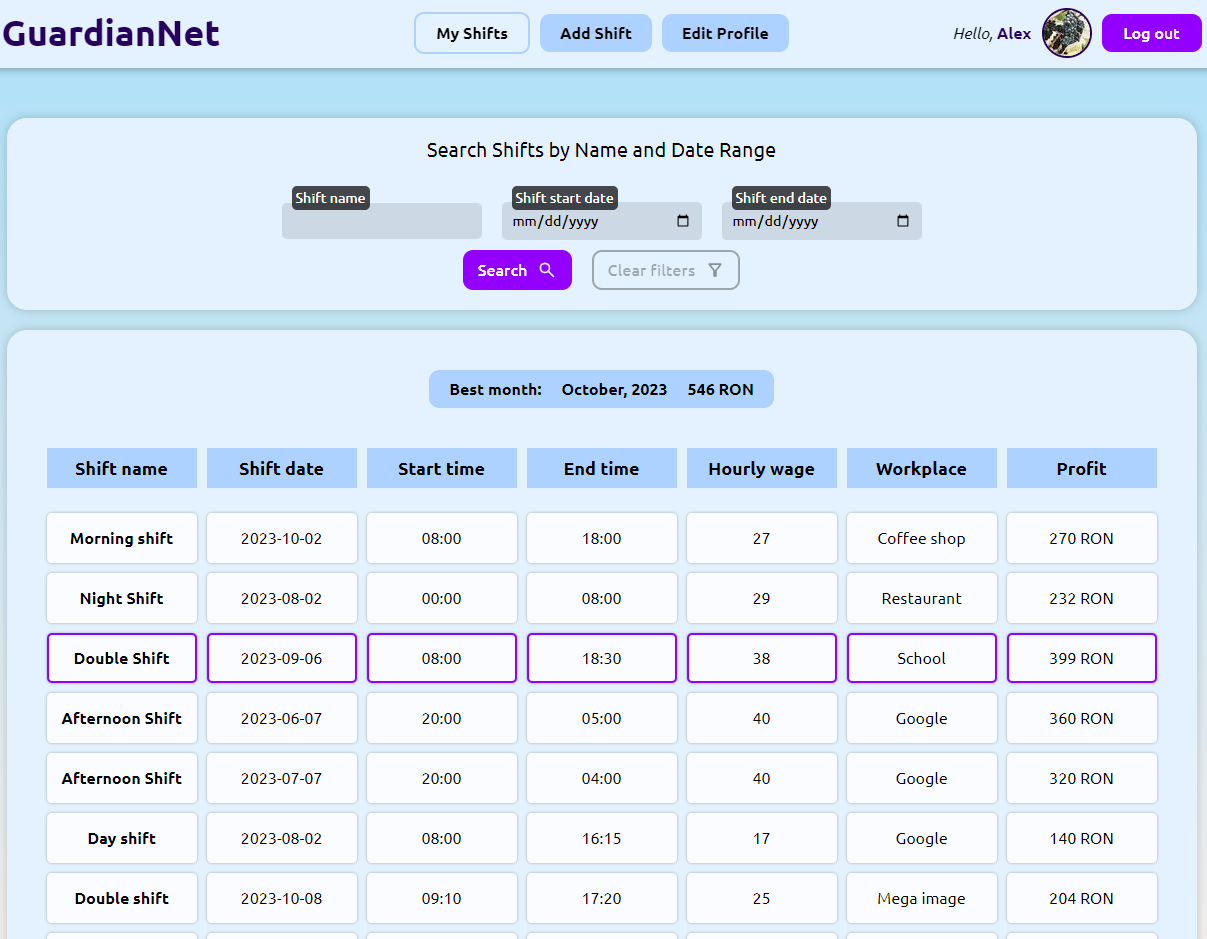 GuardianNet My Shifts Add Shift Edit Profile Hello, Alex Log out
Search Shifts by Name and Date Range
Shift name Shift start date Shift end date
mm/dd/yyyy mm/dd/yyyy
Search Clear filters
Best month: October, 2023 546 RON
Shift name Shift date Start time End time Hourly wage Workplace Profit
Morning shift 2023-10-02 08:00 18:00 27 Coffee shop 270 RON
Night Shift 2023-08-02 00:00 08:00 29 Restaurant 232 RON
Double Shift 2023-09-06 08:00 18:30 38 School 399 RON
Afternoon Shift 2023-06-07 20:00 05:00 40 Google 360 RON
Afternoon Shift 2023-07-07 20:00 04:00 40 Google 320 RON
Day shift 2023-08-02 08:00 16:15 17 Google 140 RON
Double shift 2023-10-08 09:10 17:20 25 Mega image 204 RON